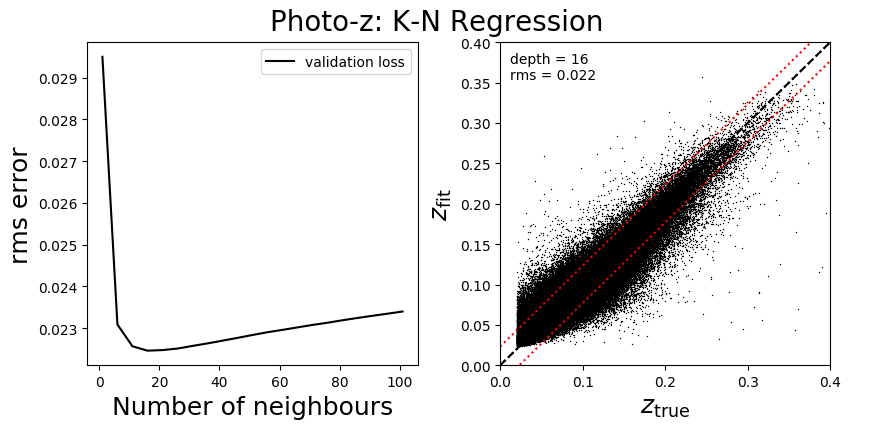 Photo-z: K-N Regression
validation loss
rms error
0.029
0.028
0.027
0.026
0.025
0.024
0.023
0 20 40 60 80 100
Number of neighbours
depth = 16
rms = 0.022
z_fit
0.40
0.35
0.30
0.25
0.20
0.15
0.10
0.05
0.00
0.0 0.1 0.2 0.3 0.4
z_true